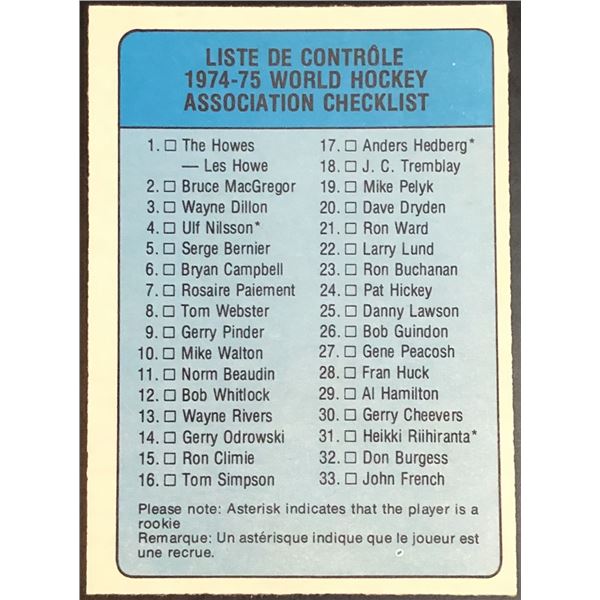 LISTE DE CONTRÔLE
1974-75 WORLD HOCKEY
ASSOCIATION CHECKLIST
1. ☐ The Howes
— Les Howe
2. ☐ Bruce MacGregor
3. ☐ Wayne Dillon
4. ☐ Ulf Nilsson*
5. ☐ Serge Bernier
6. ☐ Bryan Campbell
7. ☐ Rosaire Paiement
8. ☐ Tom Webster
9. ☐ Gerry Pinder
10. ☐ Mike Walton
11. ☐ Norm Beaudin
12. ☐ Bob Whitlock
13. ☐ Wayne Rivers
14. ☐ Gerry Odrowski
15. ☐ Ron Climie
16. ☐ Tom Simpson
17. ☐ Anders Hedberg*
18. ☐ J. C. Tremblay
19. ☐ Mike Pelyk
20. ☐ Dave Dryden
21. ☐ Ron Ward
22. ☐ Larry Lund
23. ☐ Ron Buchanan
24. ☐ Pat Hickey
25. ☐ Danny Lawson
26. ☐ Bob Guindon
27. ☐ Gene Peacosh
28. ☐ Fran Huck
29. ☐ Al Hamilton
30. ☐ Gerry Cheevers
31. ☐ Heikki Riihiranta*
32. ☐ Don Burgess
33. ☐ John French
Please note: Asterisk indicates that the player is a
rookie
Remarque: Un astérisque indique que le joueur est
une recrue.